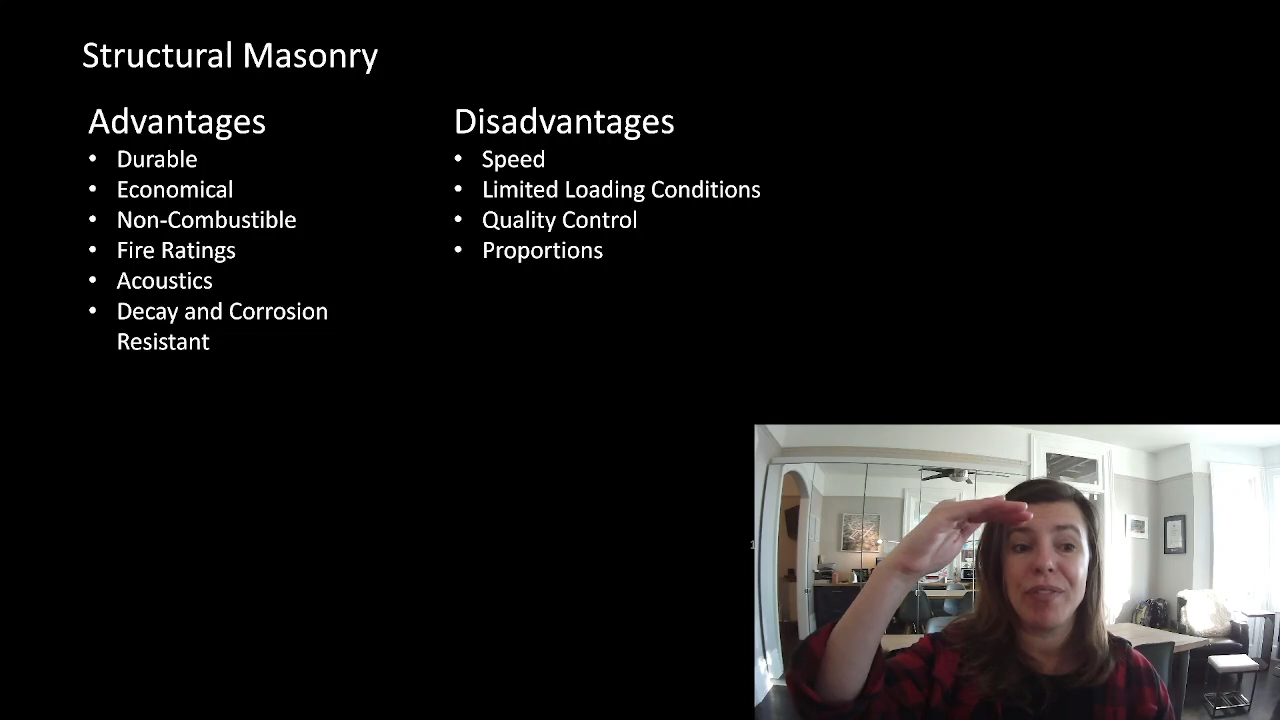 Structural Masonry
Advantages
• Durable
• Economical
• Non-Combustible
• Fire Ratings
• Acoustics
• Decay and Corrosion
Resistant
Disadvantages
• Speed
• Limited Loading Conditions
• Quality Control
• Proportions